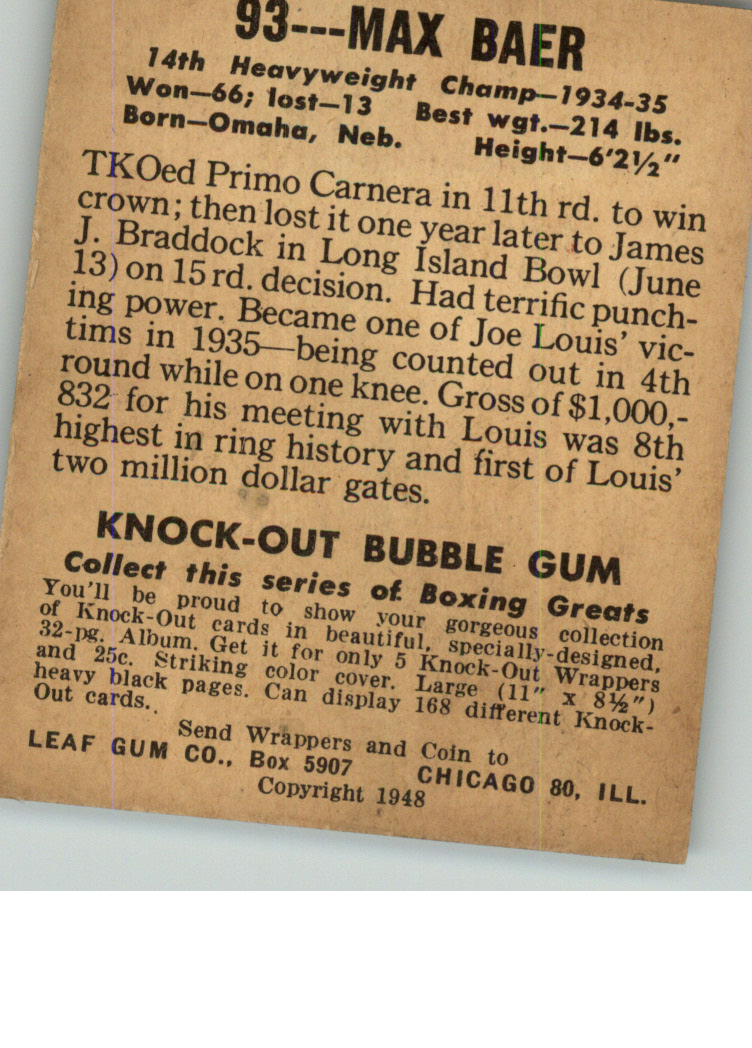 93---MAX BAER
14th Heavyweight Champ—1934-35
Won—66; lost—13 Best wgt.—214 lbs.
Born—Omaha, Neb. Height—6'2½"
TKOed Primo Carnera in 11th rd. to win
crown; then lost it one year later to James
J. Braddock in Long Island Bowl (June
13) on 15 rd. decision. Had terrific punch-
ing power. Became one of Joe Louis' vic-
tims in 1935—being counted out in 4th
round while on one knee. Gross of $1,000,-
832 for his meeting with Louis was 8th
highest in ring history and first of Louis'
two million dollar gates.
KNOCK-OUT BUBBLE GUM
Collect this series of Boxing Greats
You'll be proud to show your gorgeous collection
of Knock-Out cards in beautiful, specially-designed,
32-pg. Album. Get it for only 5 Knock-Out Wrappers
and 25c. Striking color cover. Large (11" x 8½")
heavy black pages. Can display 168 different Knock-
Out cards.
Send Wrappers and Coin to
LEAF GUM CO., Box 5907 CHICAGO 80, ILL.
Copyright 1948